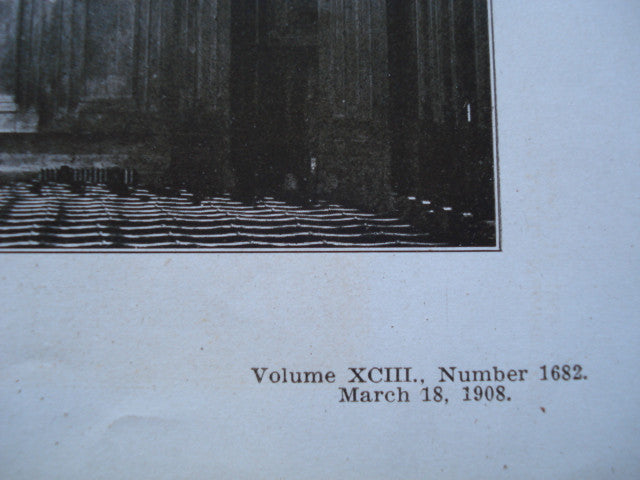 Volume XCIII., Number 1682.
March 18, 1908.